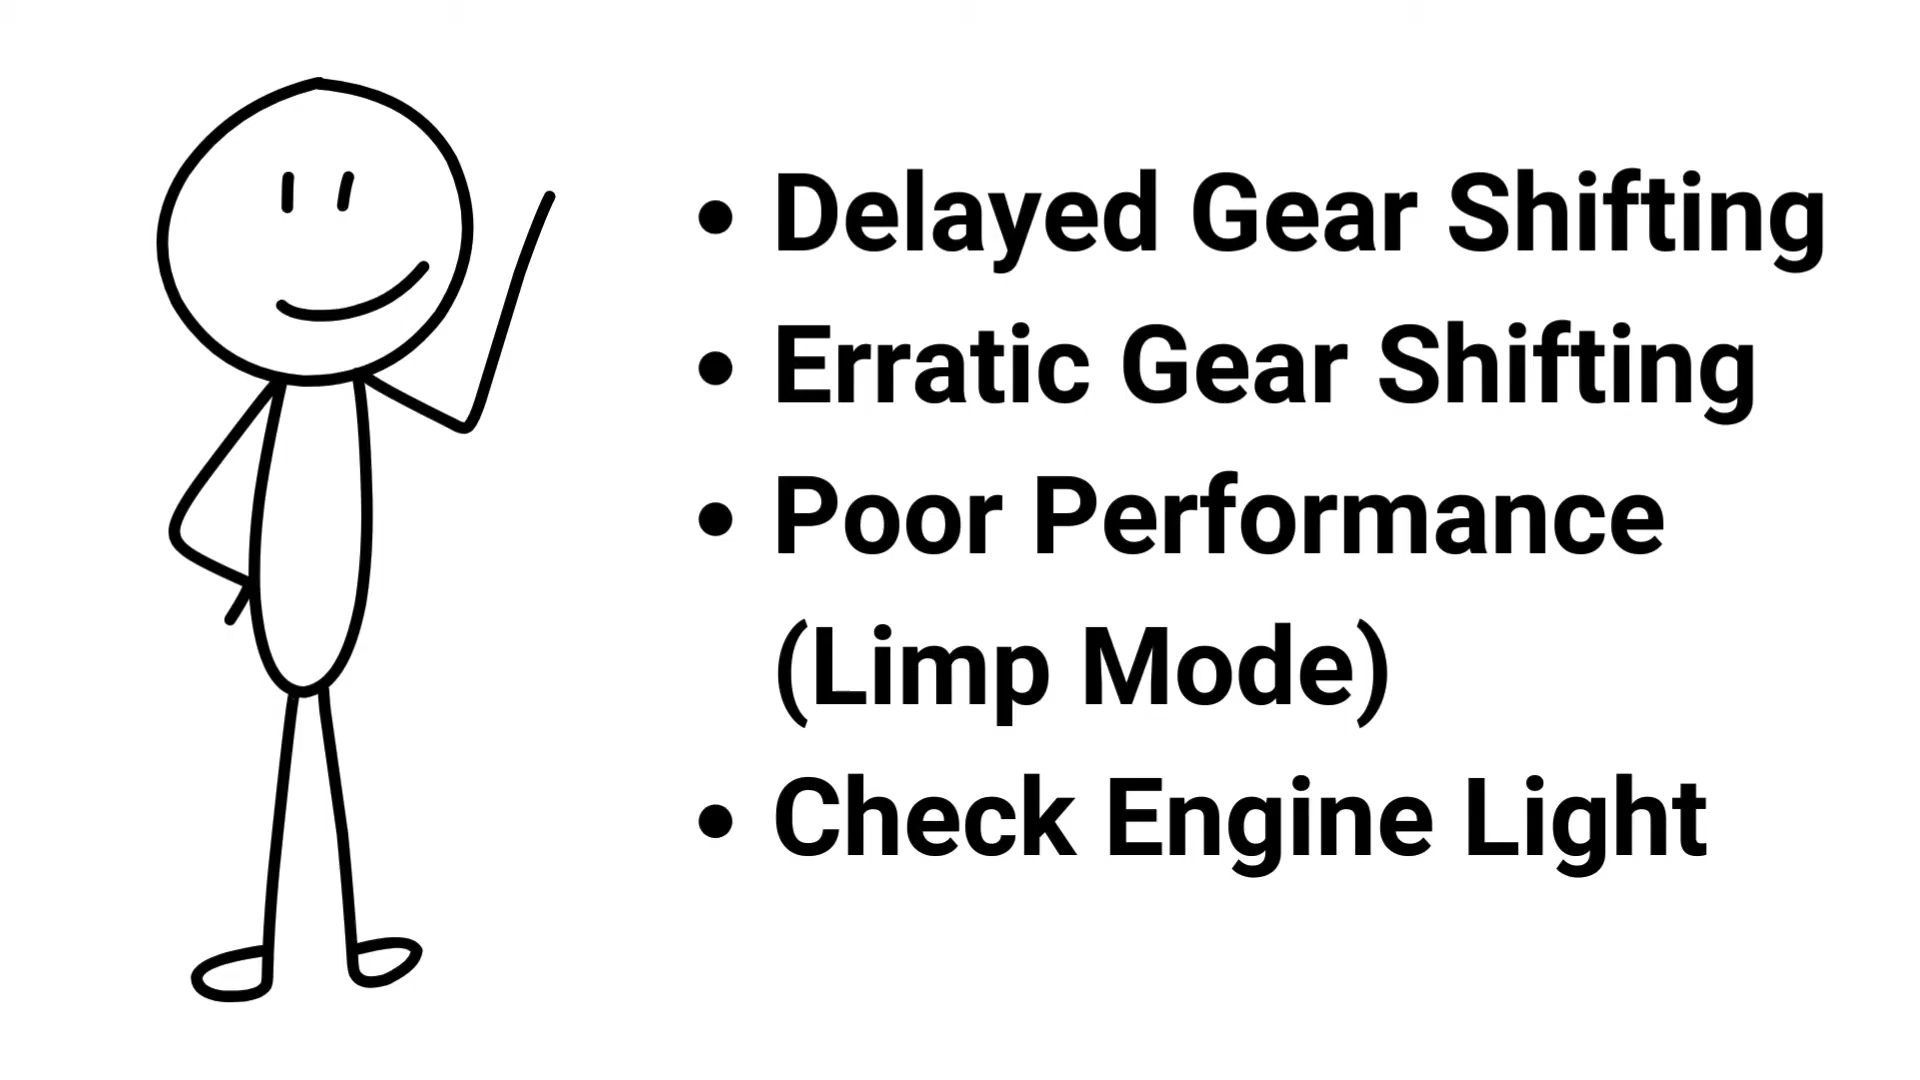 • Delayed Gear Shifting
• Erratic Gear Shifting
• Poor Performance
(Limp Mode)
• Check Engine Light